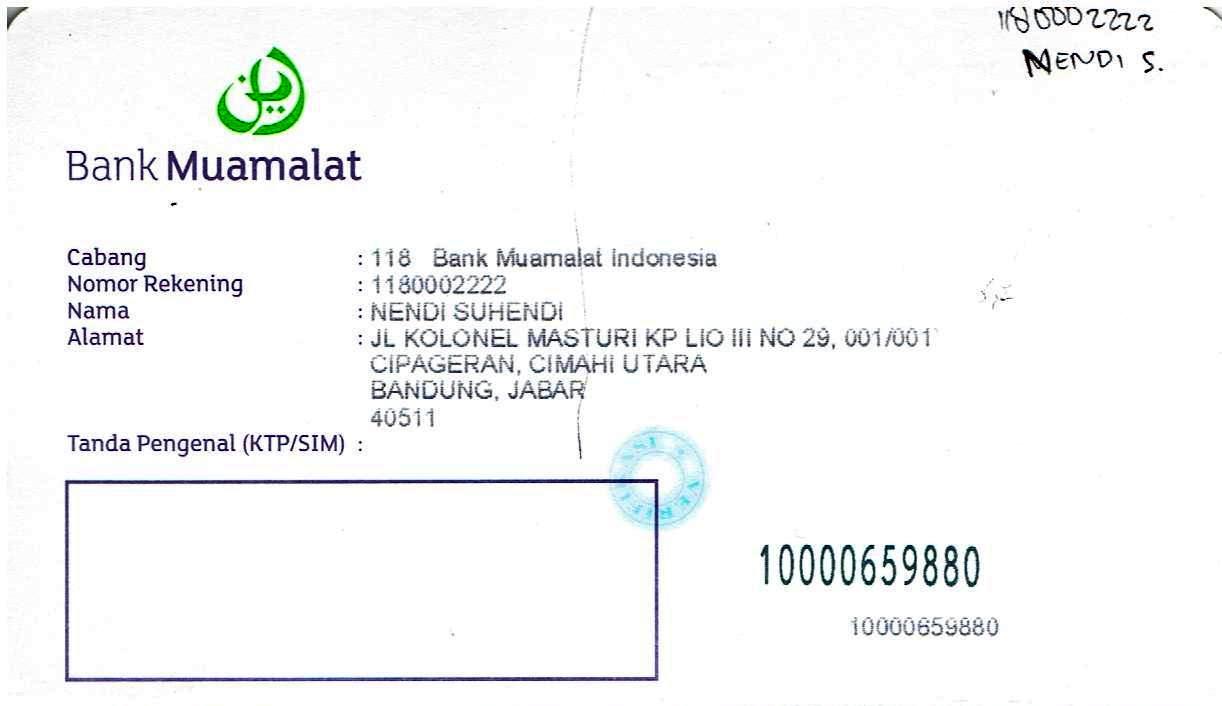 1180002222
NENDI S.
Bank Muamalat
Cabang : 118 Bank Muamalat Indonesia
Nomor Rekening : 1180002222
Nama : NENDI SUHENDI
Alamat : JL KOLONEL MASTURI KP LIO III NO 29, 001/001
CIPAGERAN, CIMAHI UTARA
BANDUNG, JABAR
40511
Tanda Pengenal (KTP/SIM) :
VERIFIKASI
10000659880
10000659880